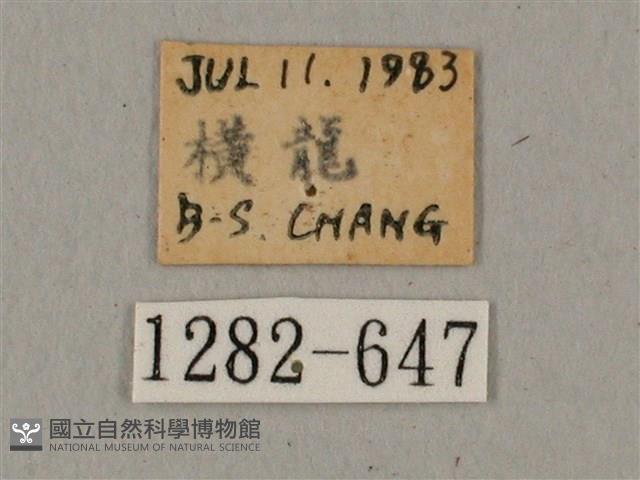 JUL 11. 1983
橫龍
B-S. CHANG
1282-647
國立自然科學博物館
NATIONAL MUSEUM OF NATURAL SCIENCE